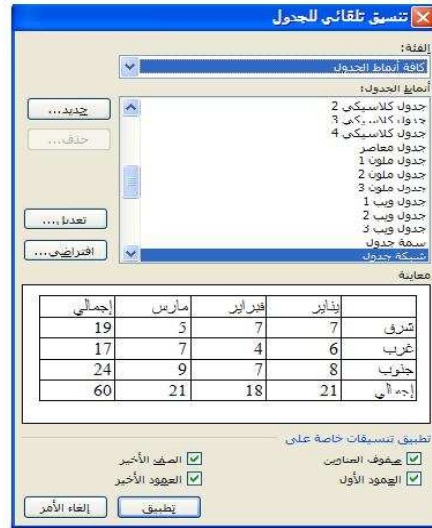 تنسيق تلقائي للجدول
الفئة:
كافة أنماط الجدول
أنماط الجدول:
جدول كلاسيكي 2
جدول كلاسيكي 3
جدول كلاسيكي 4
جدول معاصر
جدول ملون 1
جدول ملون 2
جدول ملون 3
جدول ويب 1
جدول ويب 2
جدول ويب 3
سمة جدول
شبكة جدول
جديد...
حذف...
تعديل...
افتراضي...
معاينة
يناير فبراير مارس إجمالي
شرق 7 7 5 19
غرب 6 4 7 17
جنوب 8 7 9 24
إجمالي 21 18 21 60
تطبيق تنسيقات خاصة على
صفوف العناوين الصف الأخير
العمود الأول العمود الأخير
تطبيق إلغاء الأمر